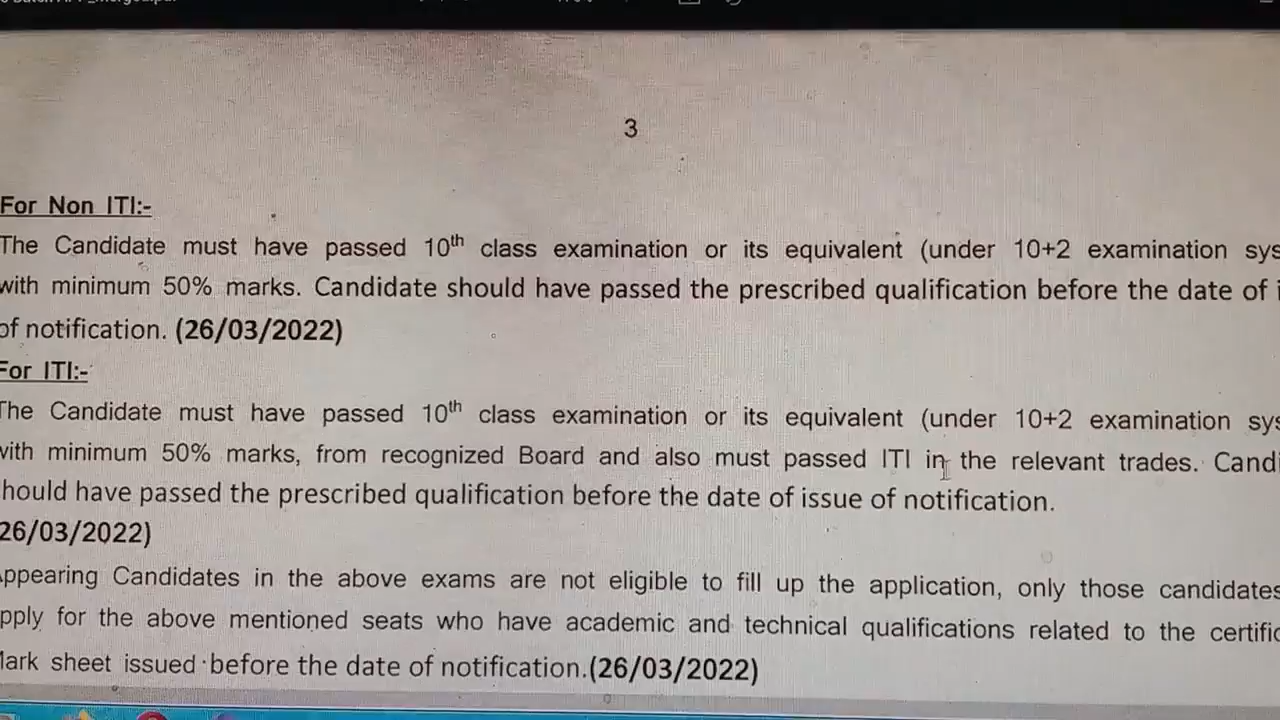 3
For Non ITI:-
The Candidate must have passed 10th class examination or its equivalent (under 10+2 examination sys
with minimum 50% marks. Candidate should have passed the prescribed qualification before the date of i
of notification. (26/03/2022)
For ITI:-
The Candidate must have passed 10th class examination or its equivalent (under 10+2 examination sys
with minimum 50% marks, from recognized Board and also must passed ITI in the relevant trades. Candi
hould have passed the prescribed qualification before the date of issue of notification.
26/03/2022)
ppearing Candidates in the above exams are not eligible to fill up the application, only those candidates
pply for the above mentioned seats who have academic and technical qualifications related to the certific
Mark sheet issued before the date of notification.(26/03/2022)